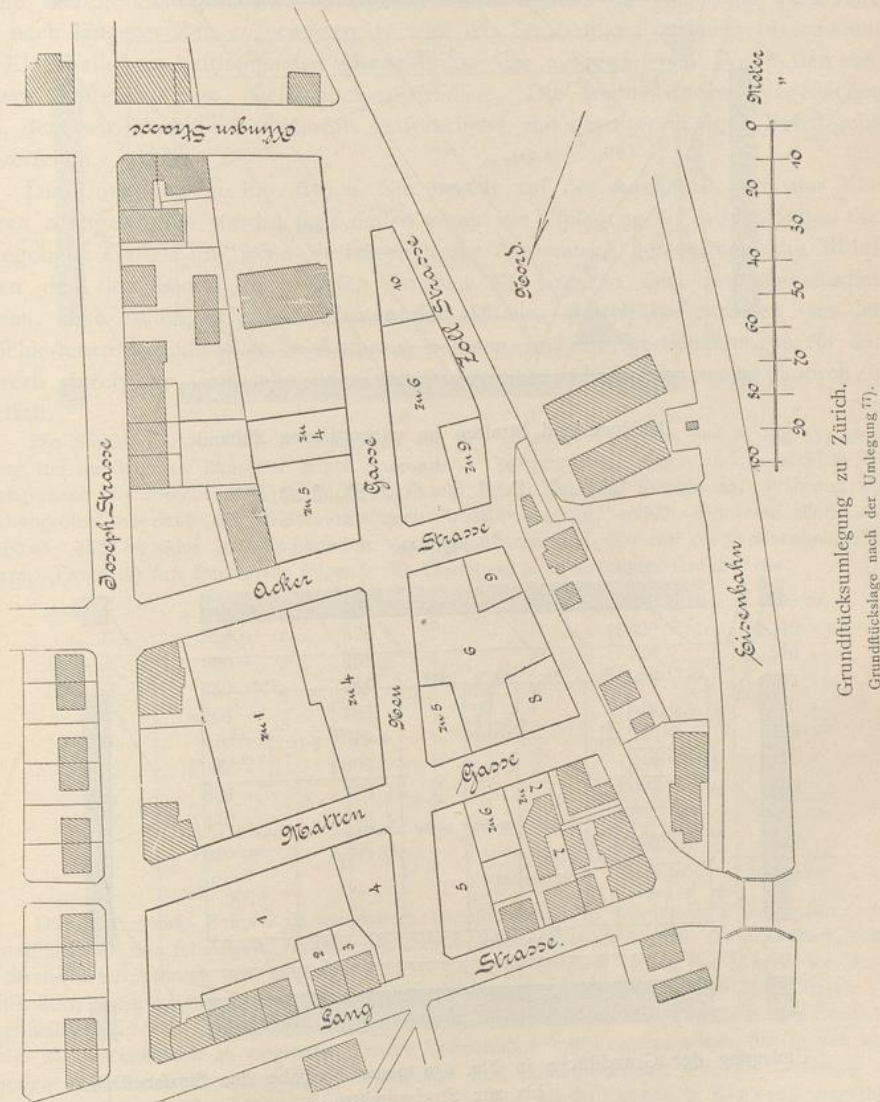 Joseph-Strasse
Ottingen Strasse
Acker
Strasse
Neu
Gasse
Zoll Strasse
Matten
Gasse
Lang
Strasse.
Nord.
Eisenbahn
1
2
3
4
zu 1
zu 4
zu 5
zu 4
5
zu 6
zu 7
7
zu 5
6
8
9
zu 9
zu 6
10
100 90 80 70 60 50 40 30 20 10 0 Meter
"
Grundstücksumlegung zu Zürich.
Grundstückslage nach der Umlegung 77).